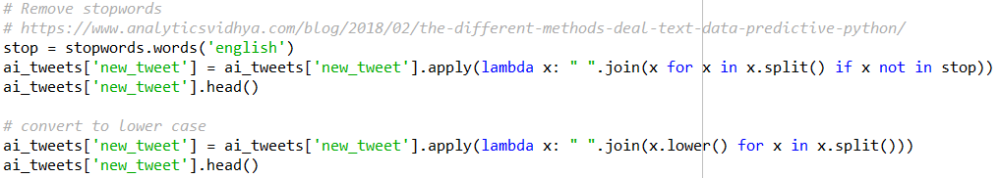 # Remove stopwords
# https://www.analyticsvidhya.com/blog/2018/02/the-different-methods-deal-text-data-predictive-python/
stop = stopwords.words('english')
ai_tweets['new_tweet'] = ai_tweets['new_tweet'].apply(lambda x: " ".join(x for x in x.split() if x not in stop))
ai_tweets['new_tweet'].head()
# convert to lower case
ai_tweets['new_tweet'] = ai_tweets['new_tweet'].apply(lambda x: " ".join(x.lower() for x in x.split()))
ai_tweets['new_tweet'].head()